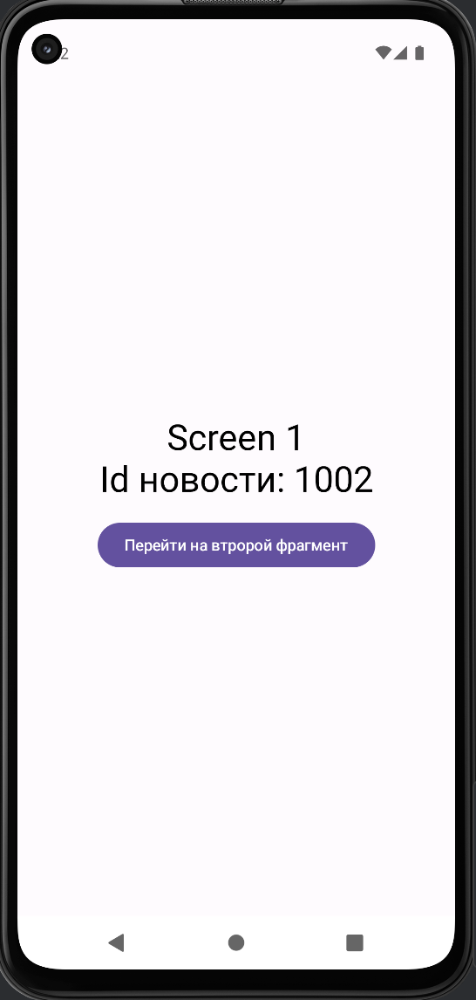 Screen 1
Id новости: 1002
Перейти на втророй фрагмент